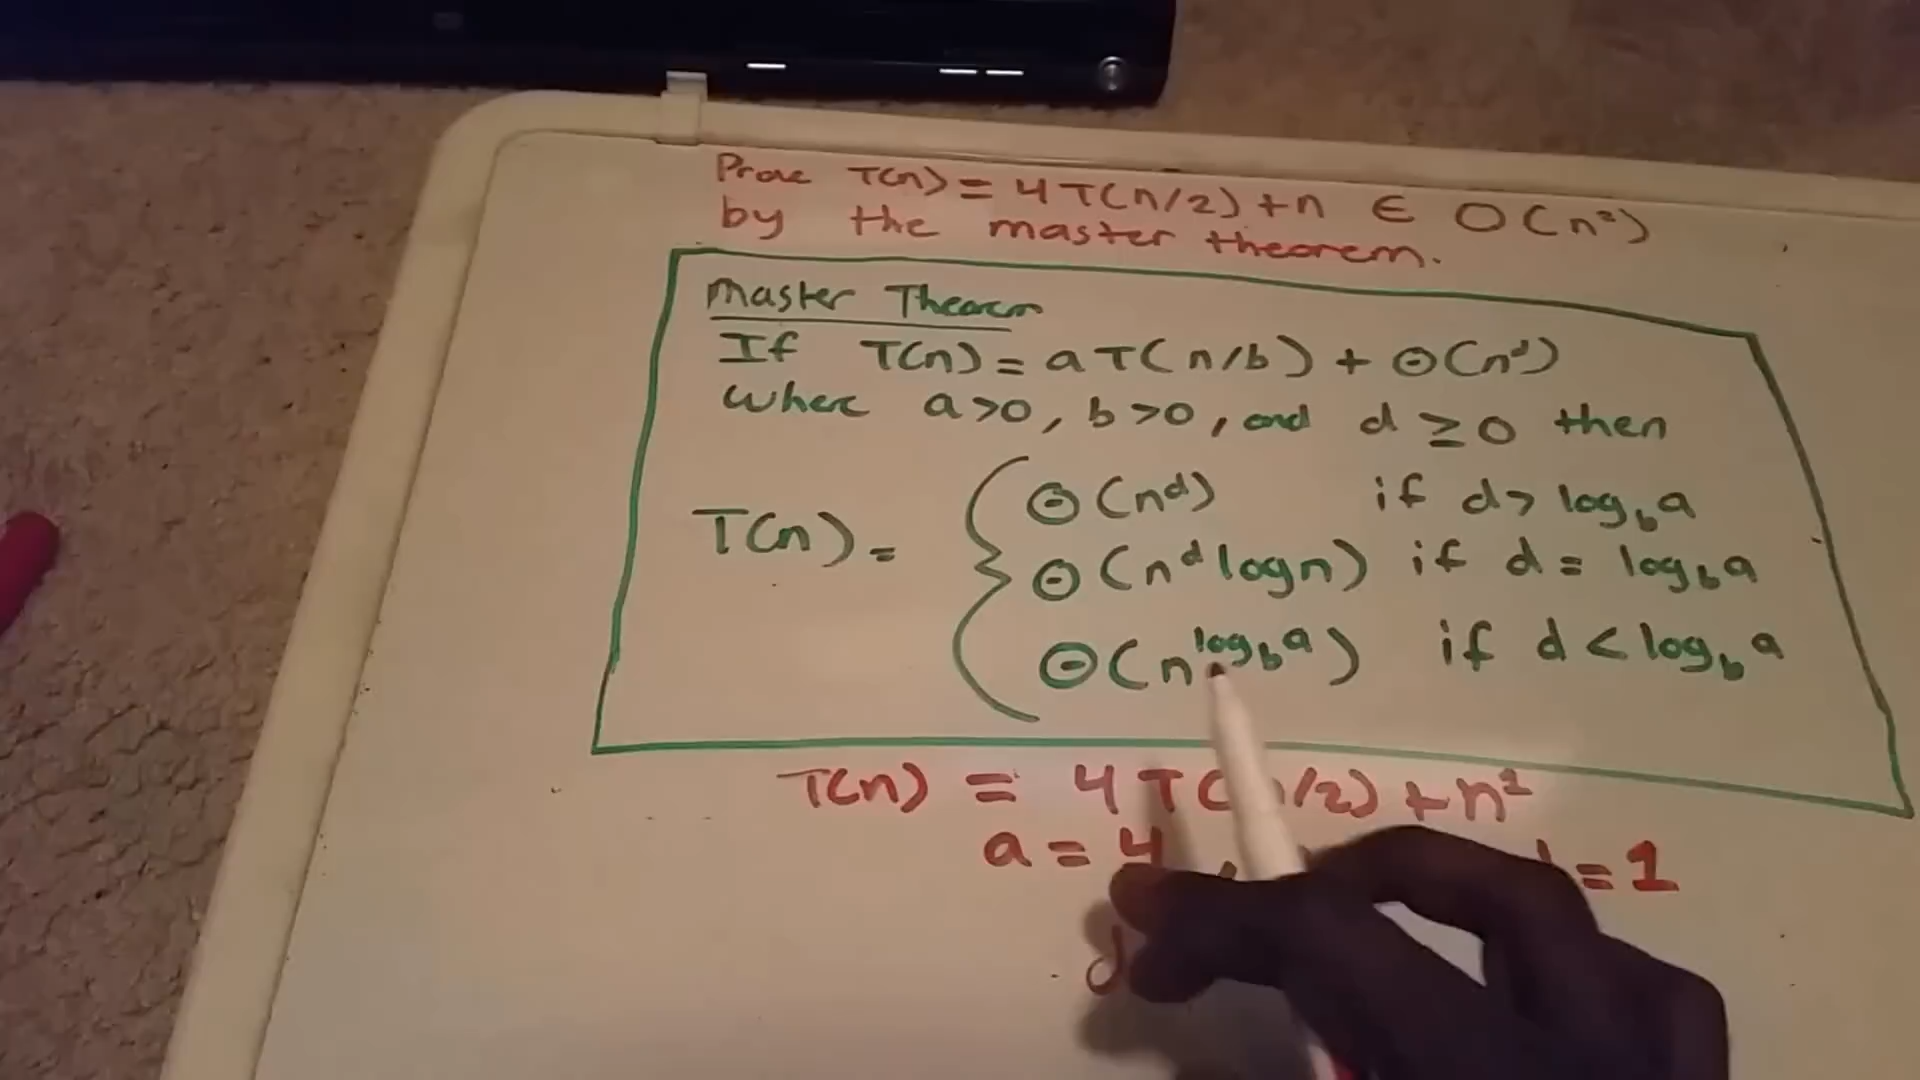 Prove T(n) = 4T(n/2) + n ∈ O(n²)
by the master theorem.
Master Theorem
If T(n) = aT(n/b) + Θ(n^d)
where a>0, b>0, and d ≥ 0 then
T(n) =
Θ(n^d) if d > log_b a
Θ(n^d log n) if d = log_b a
Θ(n^(log_b a)) if d < log_b a
T(n) = 4T(n/2) + n²
a = 4, = 1
d